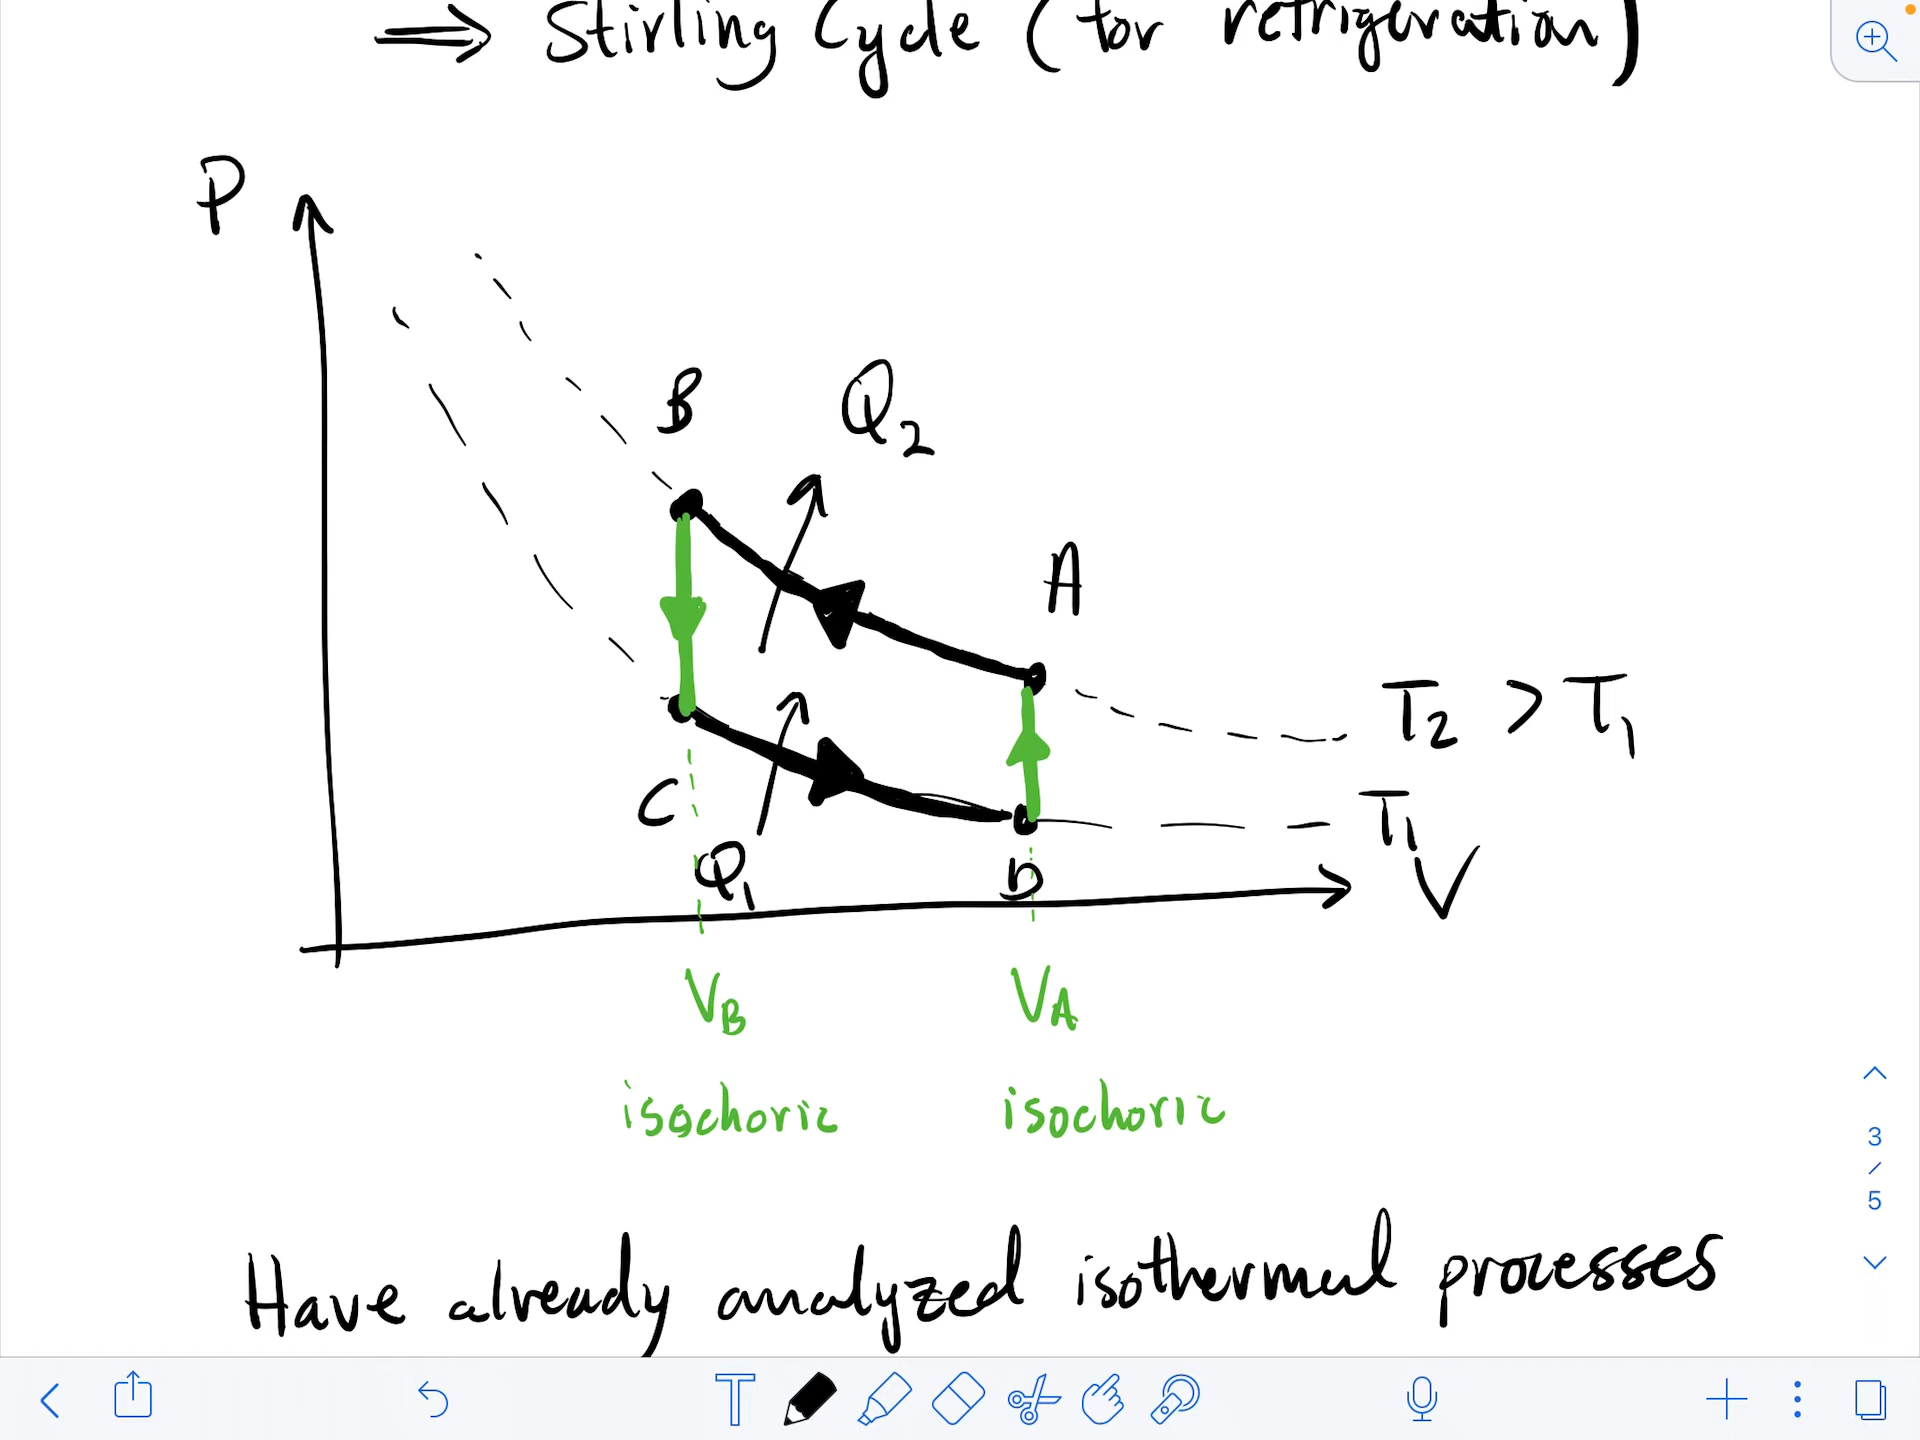 ⇒ Stirling Cycle (for refrigeration)
P
B
Q2
A
T2 > T1
C
T1
Q1
D
V
VB
VA
isochoric
isochoric
3
/
5
Have already analyzed isothermal processes
T